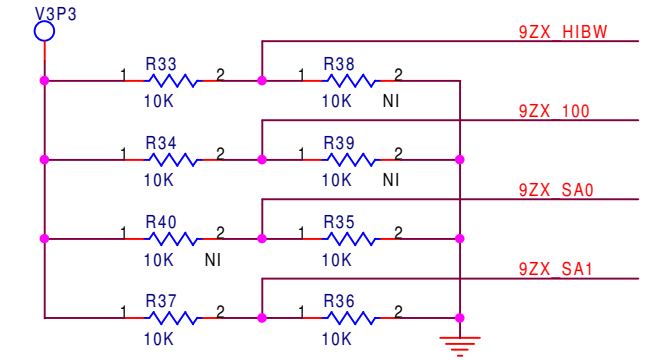 V3P3
9ZX_HIBW
R33 R38
1 2 1 2
10K 10K NI
9ZX_100
R34 R39
1 2 1 2
10K 10K NI
9ZX_SA0
R40 R35
1 2 1 2
10K NI 10K
9ZX_SA1
R37 R36
1 2 1 2
10K 10K